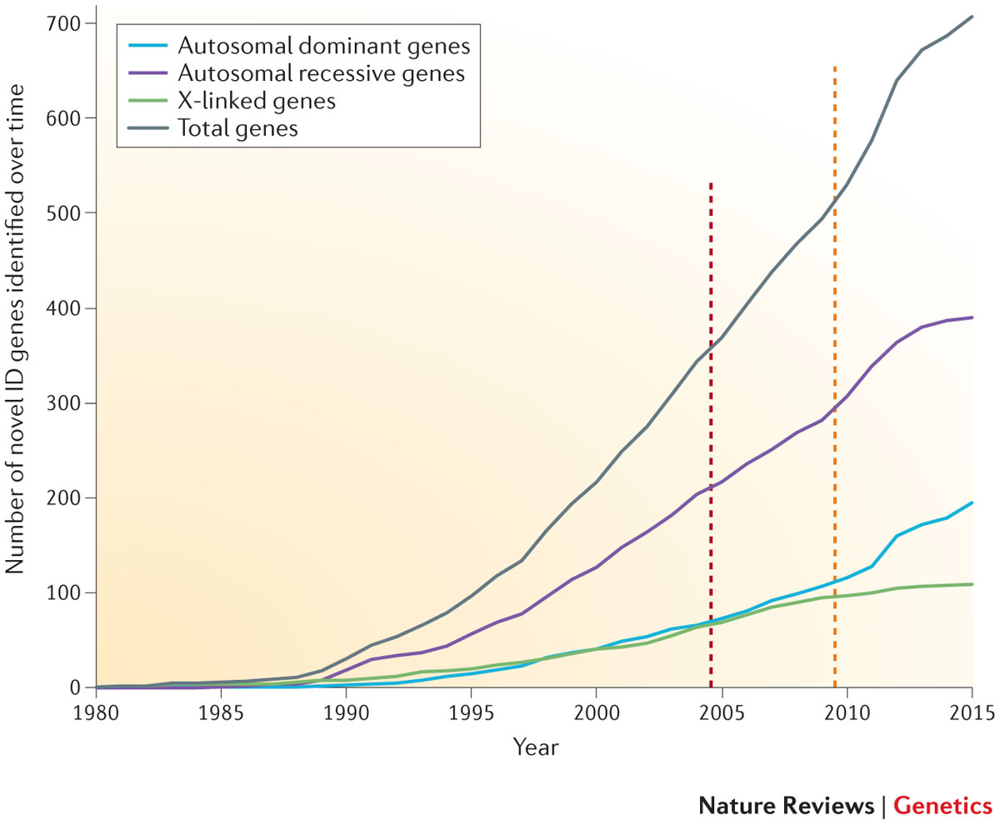 Number of novel ID genes identified over time
700
600
500
400
300
200
100
0
Autosomal dominant genes
Autosomal recessive genes
X-linked genes
Total genes
1980 1985 1990 1995 2000 2005 2010 2015
Year
Nature Reviews | Genetics